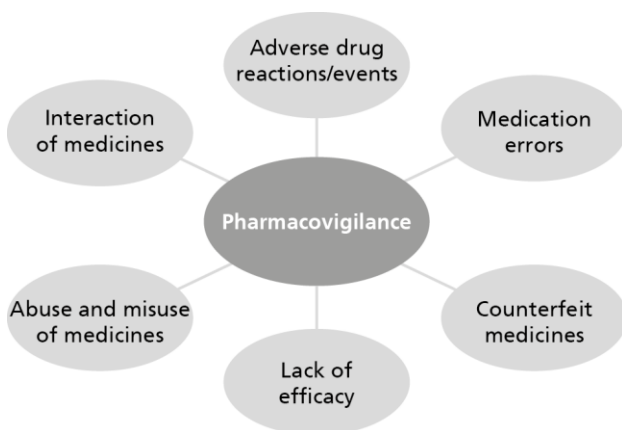 Adverse drug
reactions/events
Interaction
of medicines
Medication
errors
Pharmacovigilance
Abuse and misuse
of medicines
Counterfeit
medicines
Lack of
efficacy